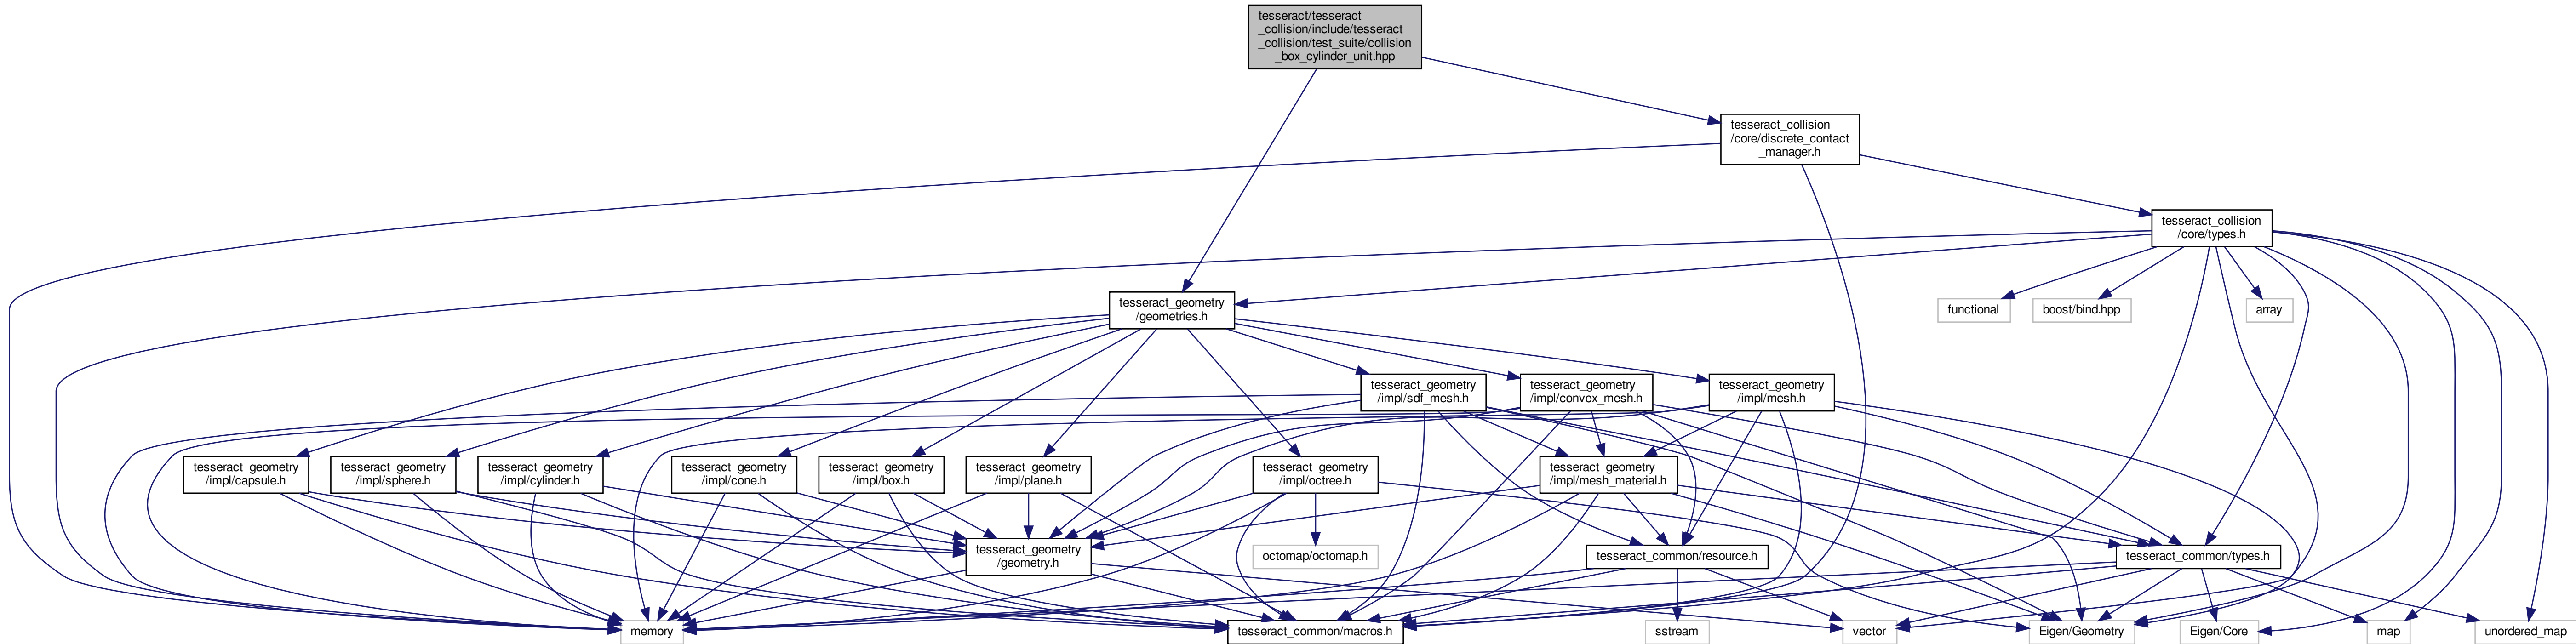 tesseract/tesseract
_collision/include/tesseract
_collision/test_suite/collision
_box_cylinder_unit.hpp
tesseract_collision
/core/discrete_contact
_manager.h
tesseract_collision
/core/types.h
tesseract_geometry
/geometries.h
functional
boost/bind.hpp
array
tesseract_geometry
/impl/sdf_mesh.h
tesseract_geometry
/impl/convex_mesh.h
tesseract_geometry
/impl/mesh.h
tesseract_geometry
/impl/capsule.h
tesseract_geometry
/impl/sphere.h
tesseract_geometry
/impl/cylinder.h
tesseract_geometry
/impl/cone.h
tesseract_geometry
/impl/box.h
tesseract_geometry
/impl/plane.h
tesseract_geometry
/impl/octree.h
tesseract_geometry
/impl/mesh_material.h
tesseract_geometry
/geometry.h
octomap/octomap.h
tesseract_common/resource.h
tesseract_common/types.h
memory
tesseract_common/macros.h
sstream
vector
Eigen/Geometry
Eigen/Core
map
unordered_map